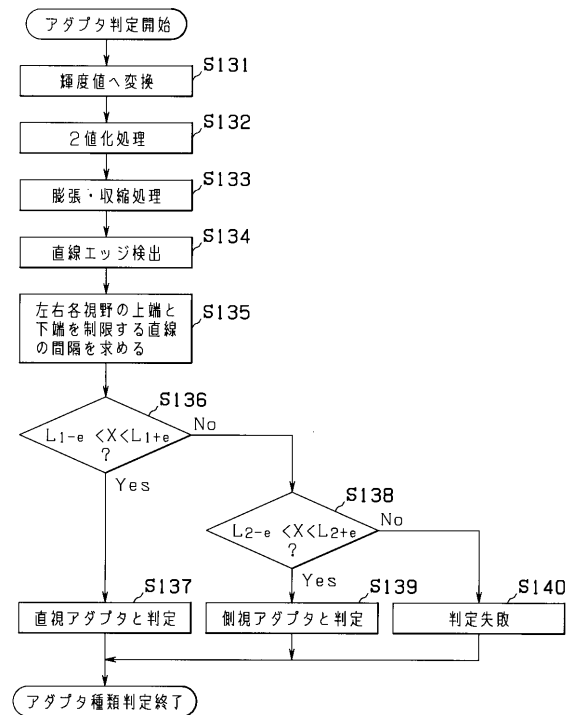 アダプタ判定開始
S131
輝度値へ変換
S132
2値化処理
S133
膨張・収縮処理
S134
直線エッジ検出
S135
左右各視野の上端と
下端を制限する直線
の間隔を求める
S136
L1-e <X<L1+e
?
No
Yes
S138
L2-e <X<L2+e
?
No
Yes
S137
直視アダプタと判定
S139
側視アダプタと判定
S140
判定失敗
アダプタ種類判定終了